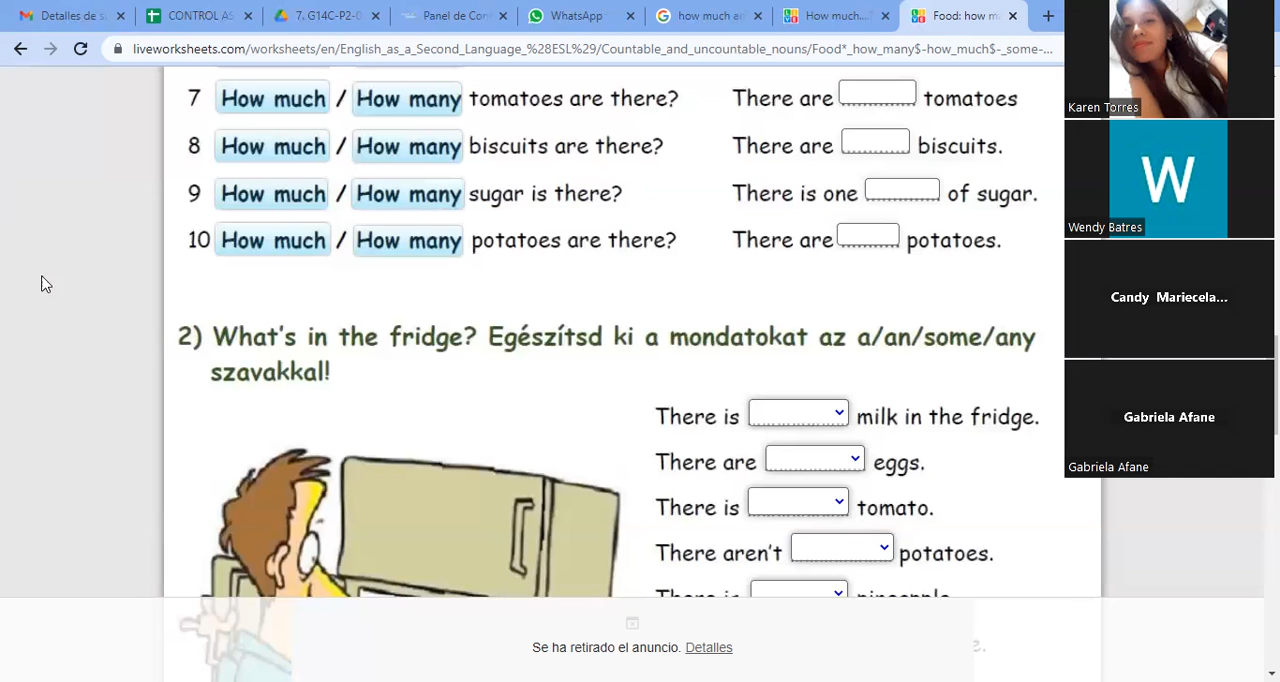 Detalles de s
CONTROL AS
7. G14C-P2-0
Panel de Con
WhatsApp
how much an
How much...
Food: how m
liveworksheets.com/worksheets/en/English_as_a_Second_Language_%28ESL%29/Countable_and_uncountable_nouns/Food*_how_many$-how_much$-_some-...
7 How much / How many tomatoes are there? There are tomatoes
8 How much / How many biscuits are there? There are biscuits.
9 How much / How many sugar is there? There is one of sugar.
10 How much / How many potatoes are there? There are potatoes.
2) What's in the fridge? Egészítsd ki a mondatokat az a/an/some/any
szavakkal!
There is milk in the fridge.
There are eggs.
There is tomato.
There aren't potatoes.
There is pineapple
Se ha retirado el anuncio. Detalles
Karen Torres
W
Wendy Batres
Candy Mariecela...
Gabriela Afane
Gabriela Afane